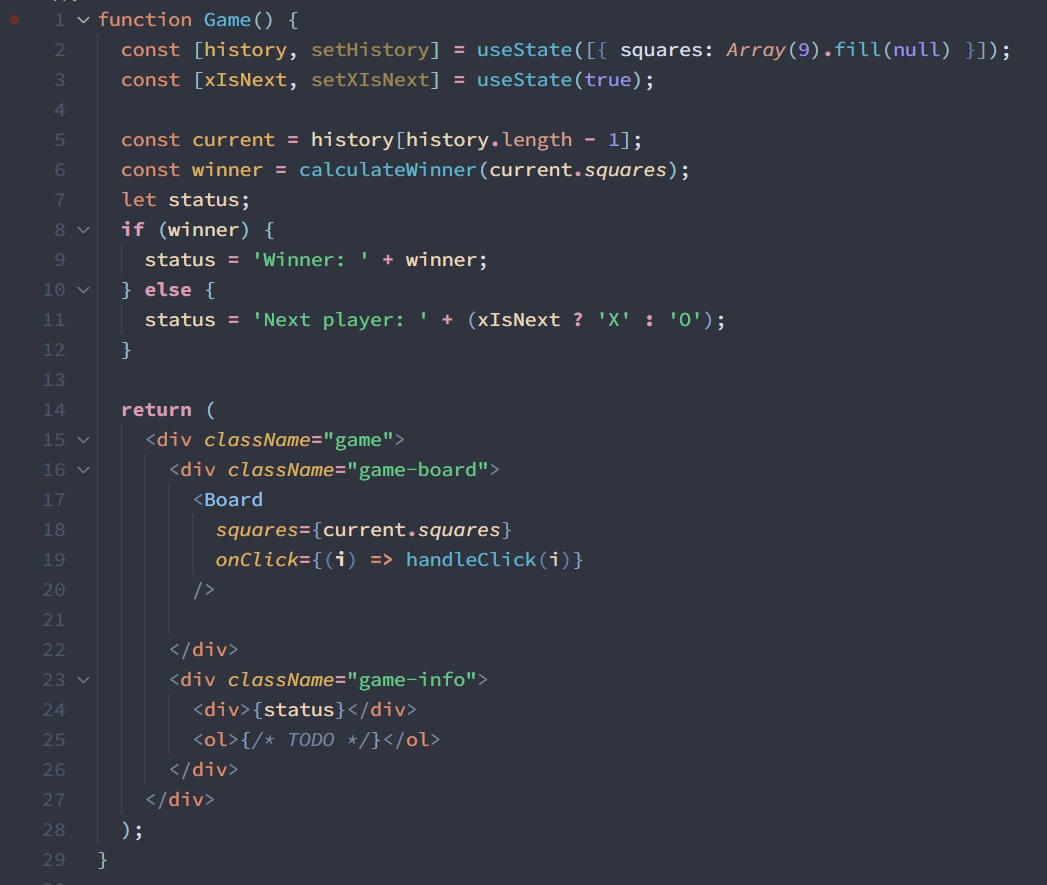 1 function Game() {
2 const [history, setHistory] = useState([{ squares: Array(9).fill(null) }]);
3 const [xIsNext, setXIsNext] = useState(true);
4
5 const current = history[history.length - 1];
6 const winner = calculateWinner(current.squares);
7 let status;
8 if (winner) {
9 status = 'Winner: ' + winner;
10 } else {
11 status = 'Next player: ' + (xIsNext ? 'X' : 'O');
12 }
13
14 return (
15 <div className="game">
16 <div className="game-board">
17 <Board
18 squares={current.squares}
19 onClick={(i) => handleClick(i)}
20 />
21
22 </div>
23 <div className="game-info">
24 <div>{status}</div>
25 <ol>{/* TODO */}</ol>
26 </div>
27 </div>
28 );
29 }